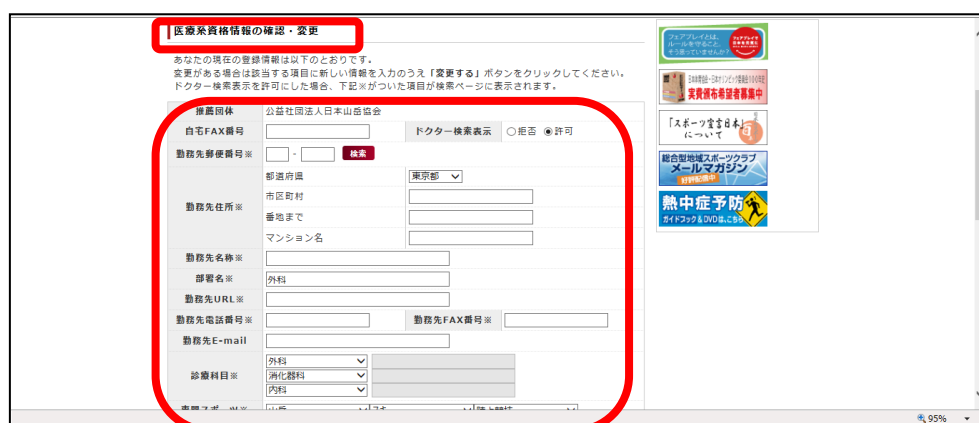 医療系資格情報の確認・変更
あなたの現在の登録情報は以下のとおりです。
変更がある場合は該当する項目に新しい情報を入力のうえ「変更する」ボタンをクリックしてください。
ドクター検索表示を許可にした場合、下記※がついた項目が検索ページに表示されます。
推薦団体 公益社団法人日本山岳協会
自宅FAX番号 ドクター検索表示 拒否 許可
勤務先郵便番号※ - 検索
勤務先住所※
都道府県 東京都
市区町村
番地まで
マンション名
勤務先名称※
部署名※ 外科
勤務先URL※
勤務先電話番号※ 勤務先FAX番号※
勤務先E-mail
診療科目※
外科
消化器科
内科
フェアプレイとは、
ルールを守ること、
実費頒布希望者募集中
「スポーツ宣言日本」
について
総合型地域スポーツクラブ
メールマガジン
好評配信中
熱中症予防
ガイドブック&DVDは、こちら
95%